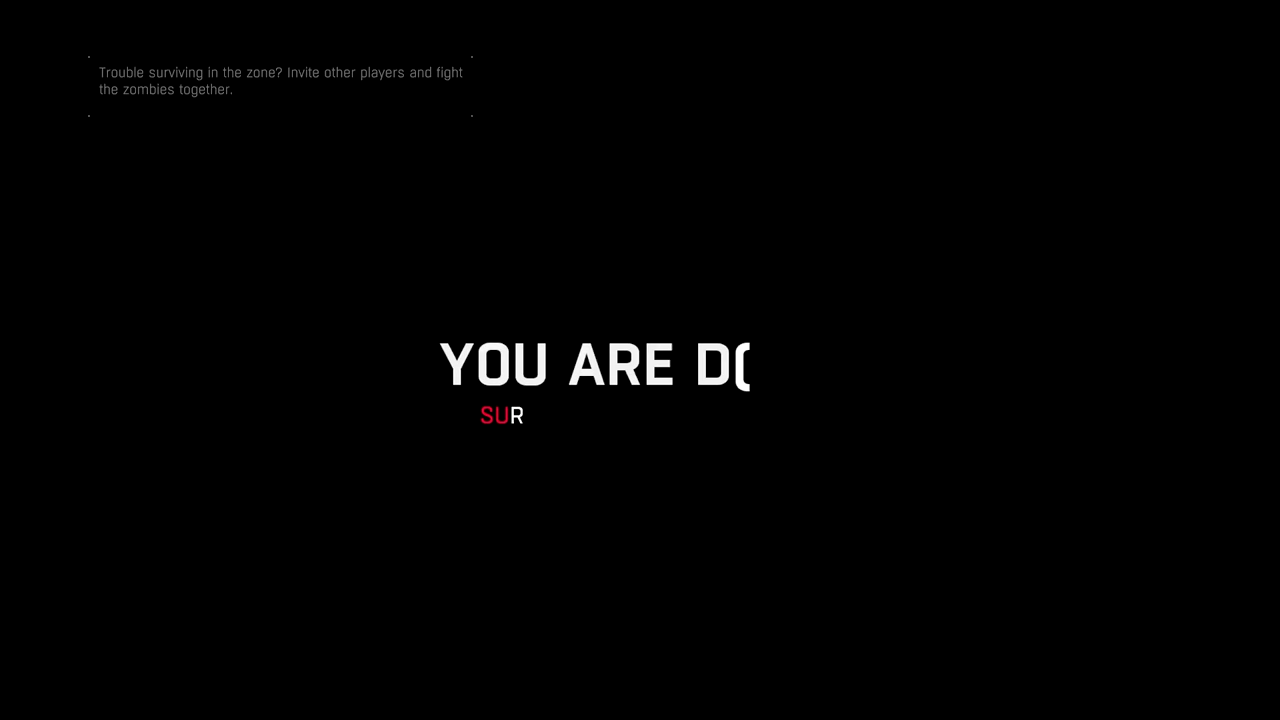 Trouble surviving in the zone? Invite other players and fight
the zombies together.
YOU ARE D(
SUR